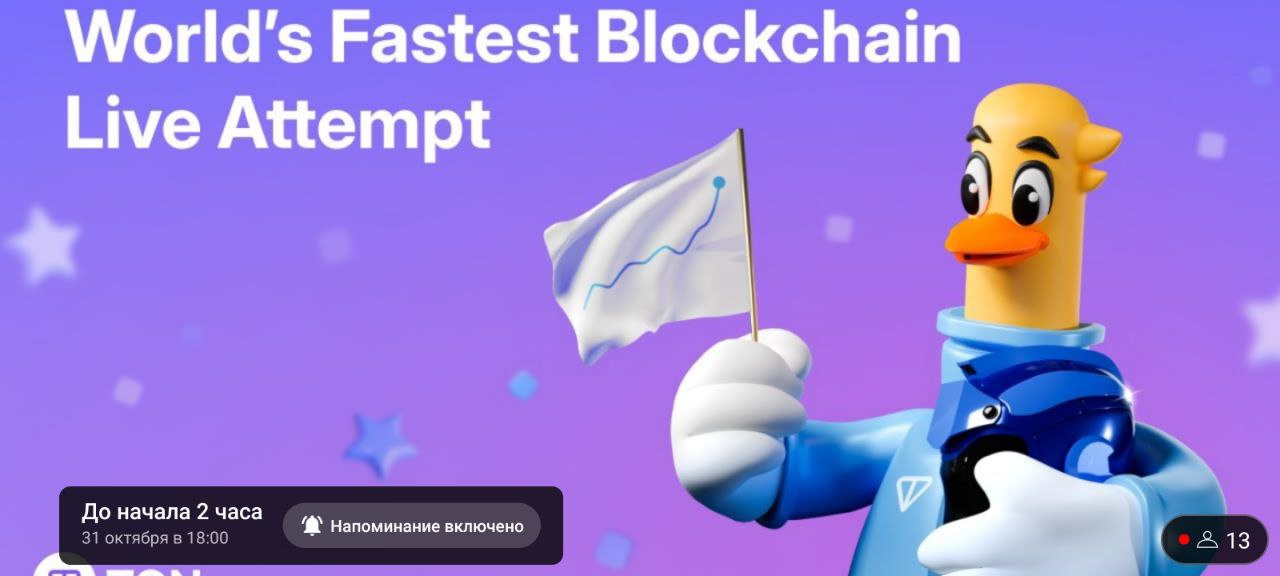 World's Fastest Blockchain
Live Attempt
До начала 2 часа
31 октября в 18:00
Напоминание включено
13